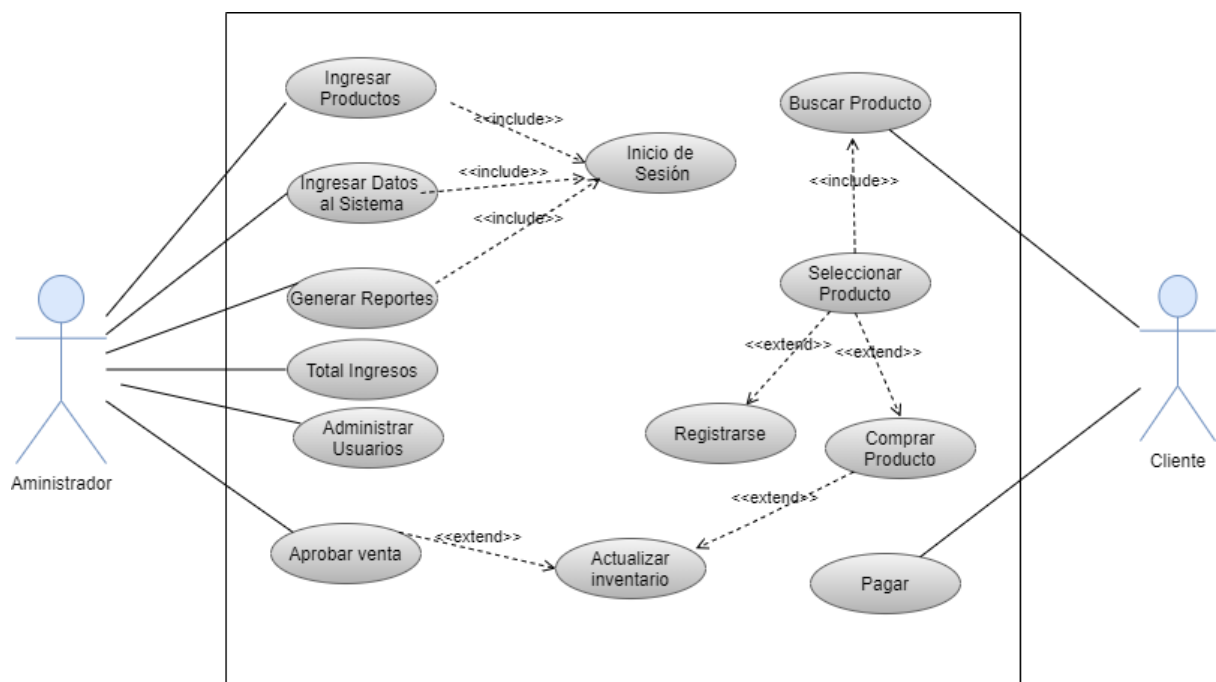 Ingresar
Productos
Buscar Producto
<<include>>
Inicio de
Sesión
<<include>>
Ingresar Datos
al Sistema
<<include>>
<<include>>
Seleccionar
Producto
Generar Reportes
<<extend>>
<<extend>>
Total Ingresos
Administrar
Usuarios
Registrarse
Comprar
Producto
Cliente
Aministrador
<<extend>>
<<extend>>
Aprobar venta
Actualizar
inventario
Pagar